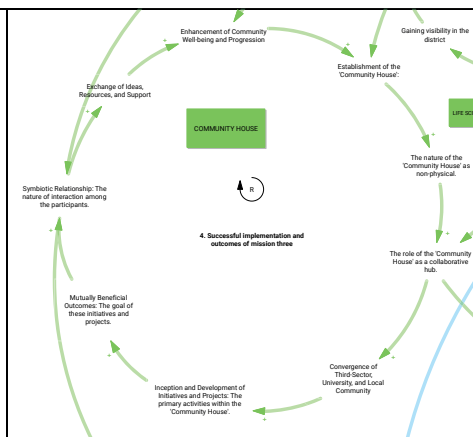 Enhancement of Community
Well-being and Progression
Gaining visibility in the
district
Establishment of the
'Community House':
Exchange of Ideas,
Resources, and Support
COMMUNITY HOUSE
LIFE SCI
The nature of the
'Community House' as
non-physical.
R
Symbiotic Relationship: The
nature of interaction among
the participants.
4. Successful implementation and
outcomes of mission three
The role of the 'Community
House' as a collaborative
hub.
Mutually Beneficial
Outcomes: The goal of
these initiatives and
projects.
Convergence of
Third-Sector,
University, and Local
Community
Inception and Development of
Initiatives and Projects: The
primary activities within the
'Community House'.